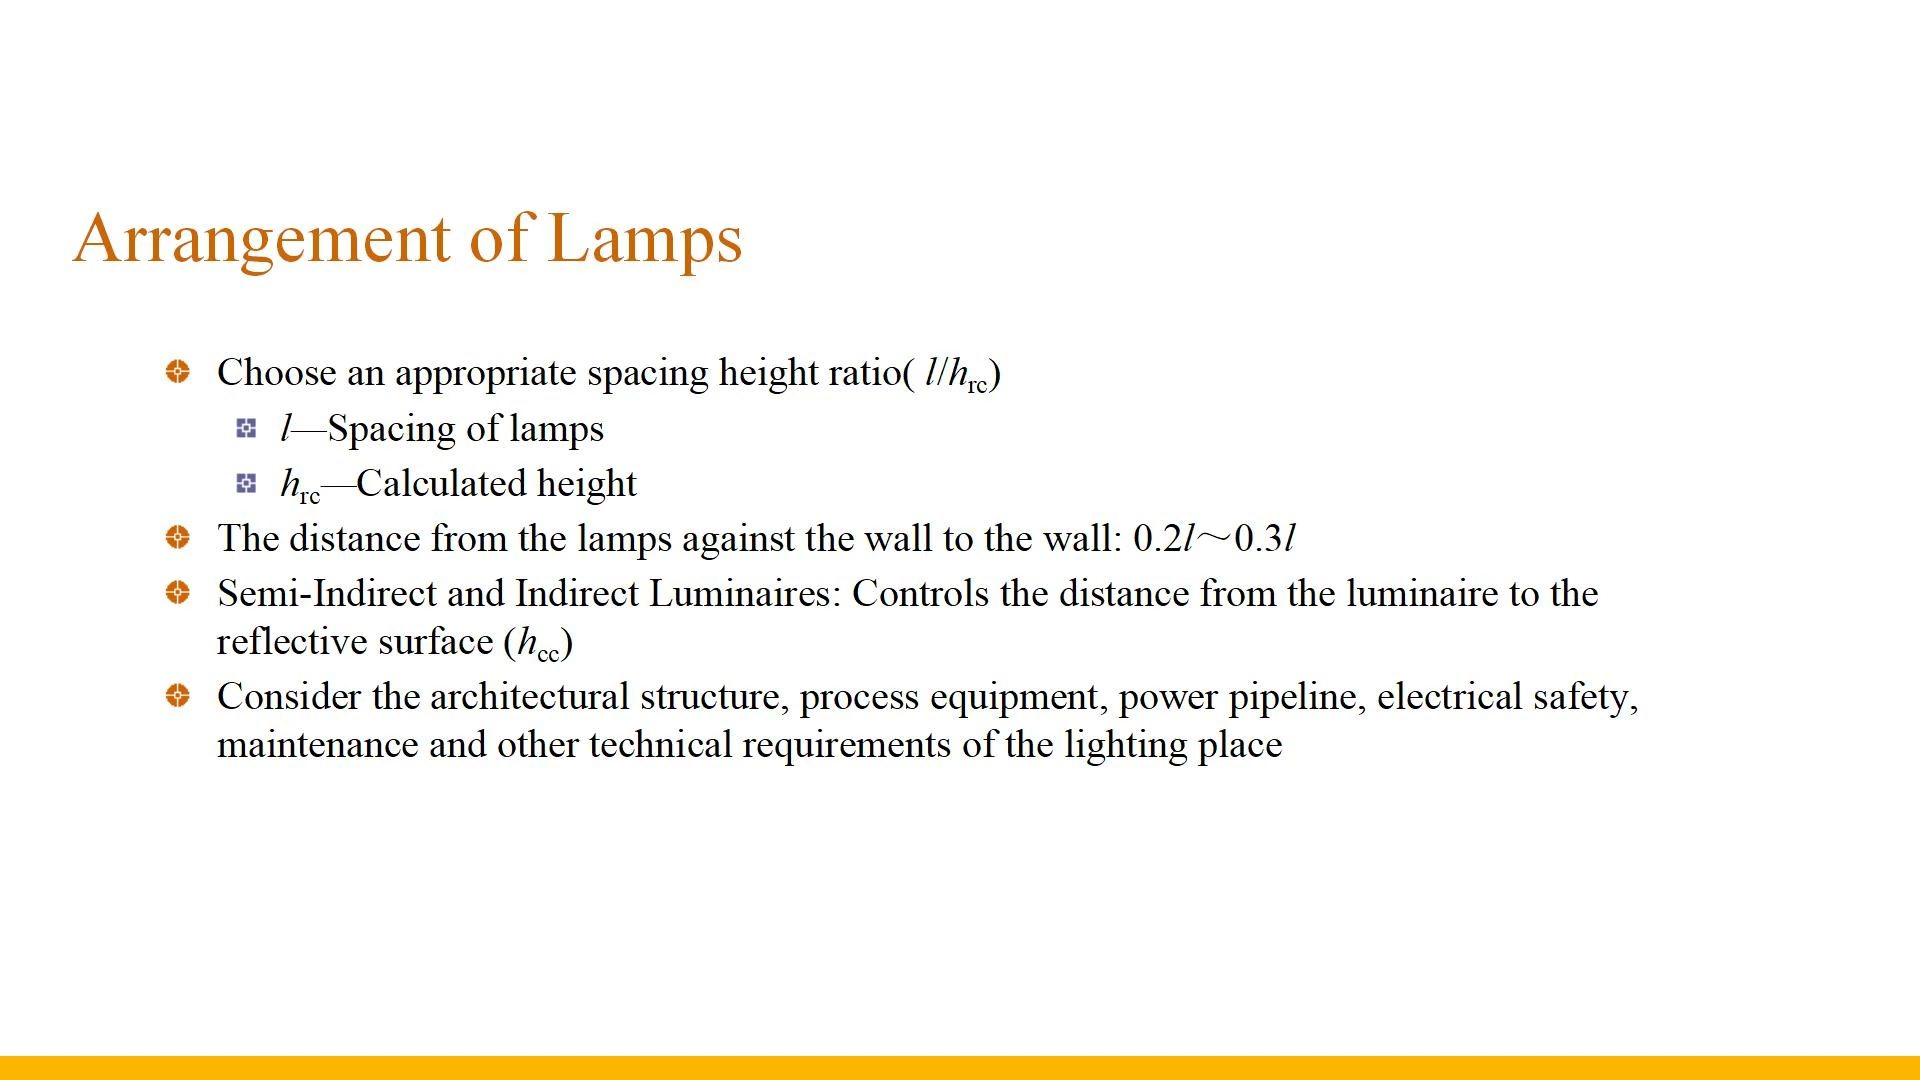 Arrangement of Lamps
Choose an appropriate spacing height ratio( l/hrc)
l—Spacing of lamps
hrc—Calculated height
The distance from the lamps against the wall to the wall: 0.2l～0.3l
Semi-Indirect and Indirect Luminaires: Controls the distance from the luminaire to the
reflective surface (hcc)
Consider the architectural structure, process equipment, power pipeline, electrical safety,
maintenance and other technical requirements of the lighting place